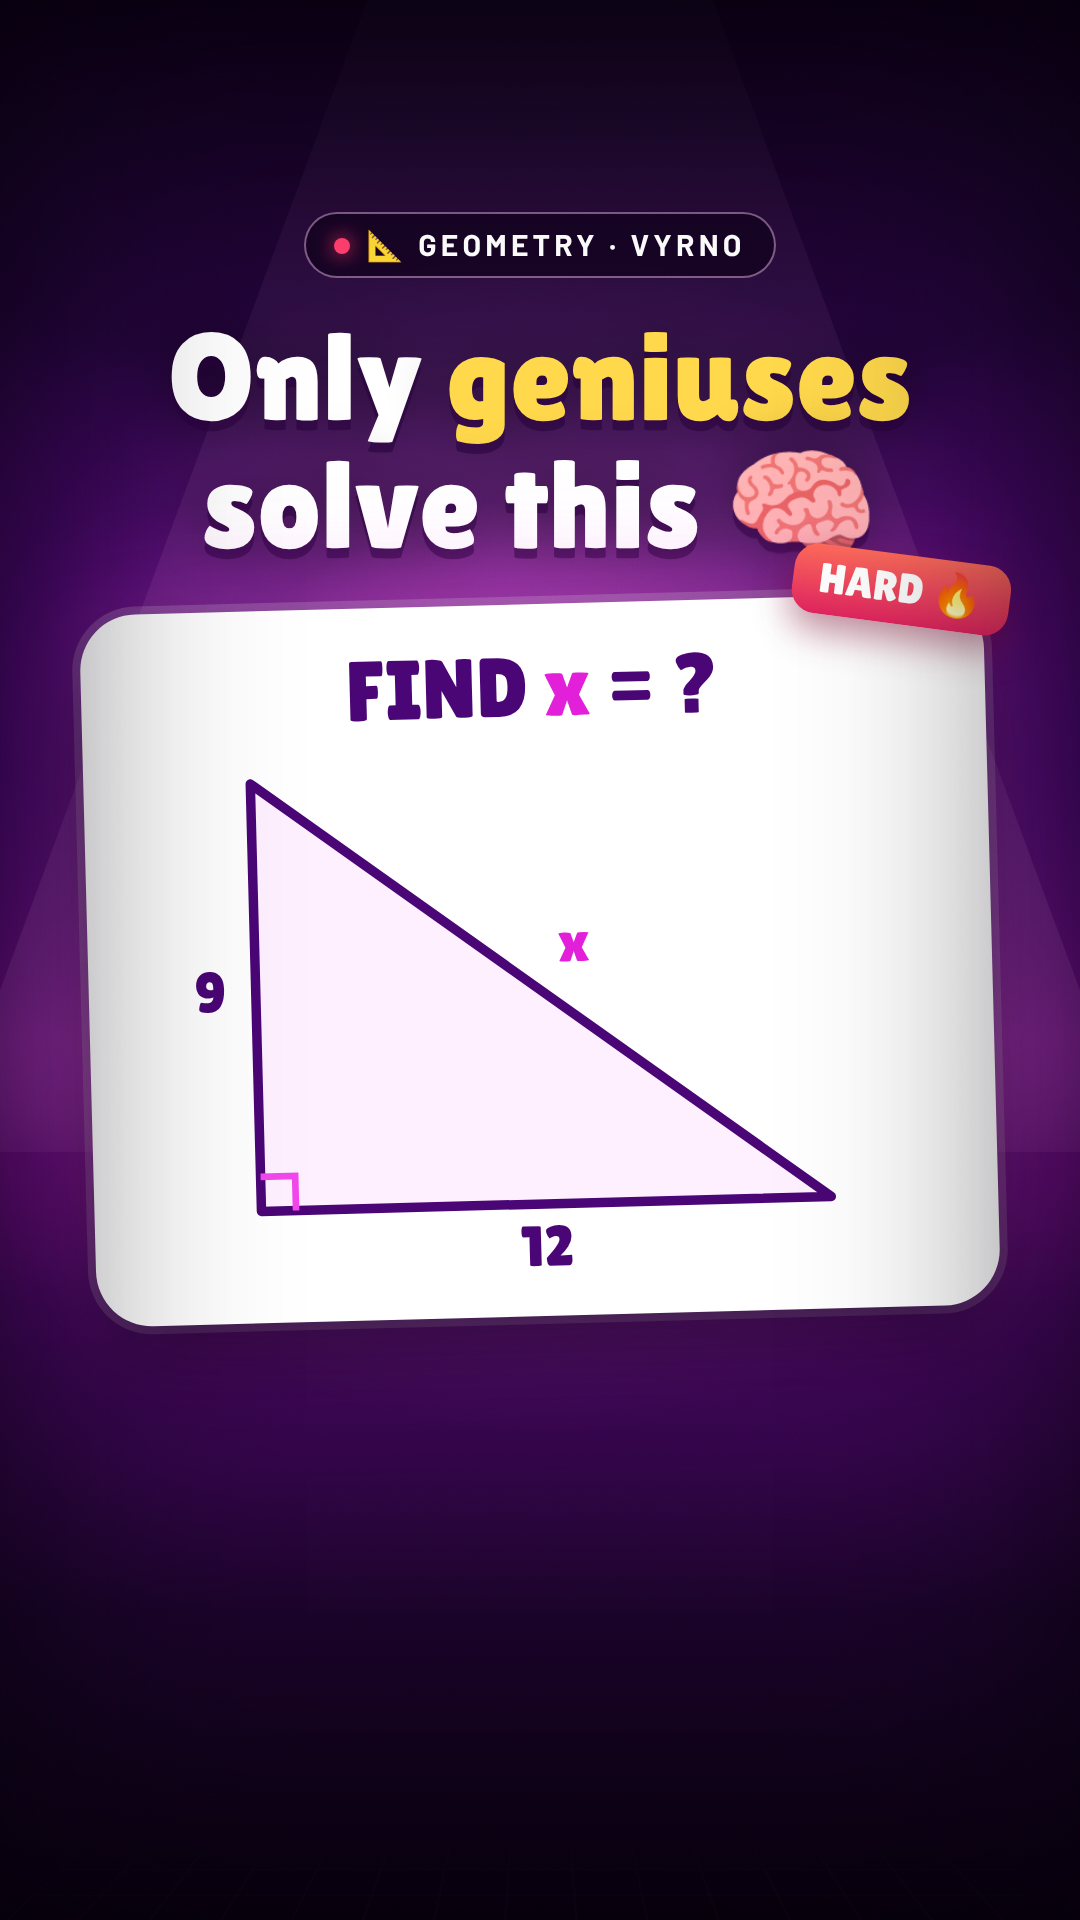 📐 GEOMETRY · VYRNO
Only geniuses
solve this 🧠
HARD 🔥
FIND x = ?
x
9
12